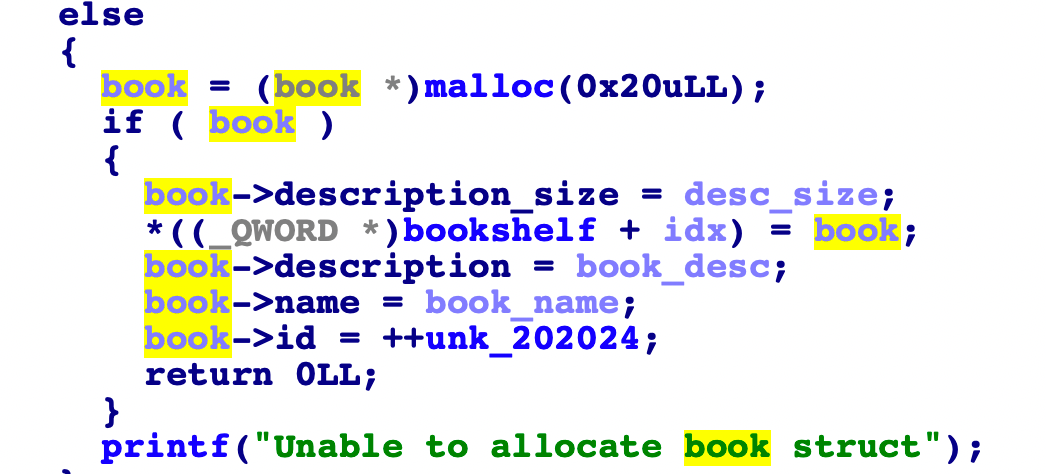 else
{
book = (book *)malloc(0x20uLL);
if ( book )
{
book->description_size = desc_size;
*((_QWORD *)bookshelf + idx) = book;
book->description = book_desc;
book->name = book_name;
book->id = ++unk_202024;
return 0LL;
}
printf("Unable to allocate book struct");